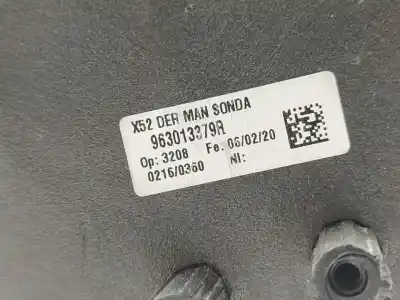 X52 DER MAN SONDA
963013379R
Op: 3208 Fe: 06/02/20
0216/0360 NI: